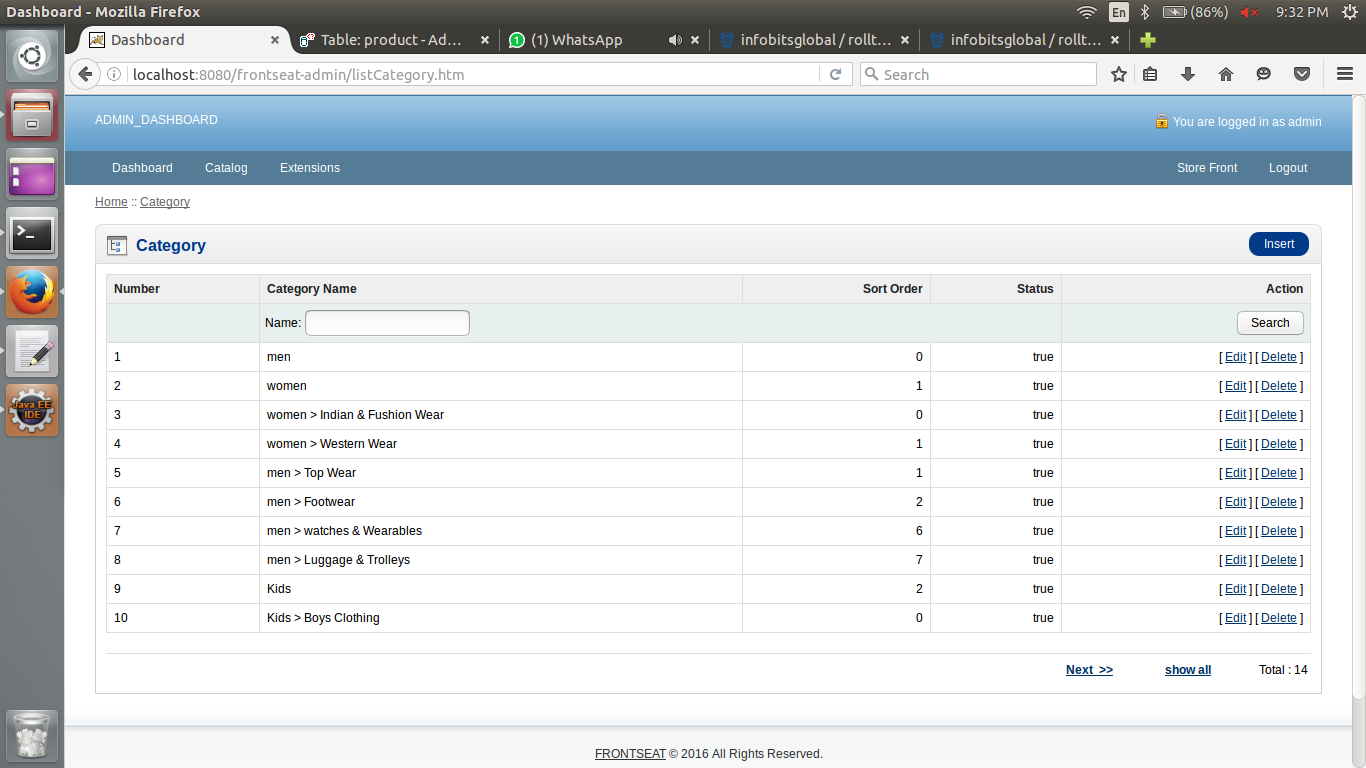 Dashboard - Mozilla Firefox En (86%) 9:32 PM
Dashboard Table: product - Ad... (1) WhatsApp infobitsglobal / rollt... infobitsglobal / rollt...
localhost:8080/frontseat-admin/listCategory.htm Search
ADMIN_DASHBOARD You are logged in as admin
Dashboard Catalog Extensions Store Front Logout
Home :: Category
Category Insert
Number Category Name Sort Order Status Action
Name: Search
1 men 0 true [ Edit ] [ Delete ]
2 women 1 true [ Edit ] [ Delete ]
3 women > Indian & Fushion Wear 0 true [ Edit ] [ Delete ]
4 women > Western Wear 1 true [ Edit ] [ Delete ]
5 men > Top Wear 1 true [ Edit ] [ Delete ]
6 men > Footwear 2 true [ Edit ] [ Delete ]
7 men > watches & Wearables 6 true [ Edit ] [ Delete ]
8 men > Luggage & Trolleys 7 true [ Edit ] [ Delete ]
9 Kids 2 true [ Edit ] [ Delete ]
10 Kids > Boys Clothing 0 true [ Edit ] [ Delete ]
Next >> show all Total : 14
FRONTSEAT © 2016 All Rights Reserved.
Java EE
IDE